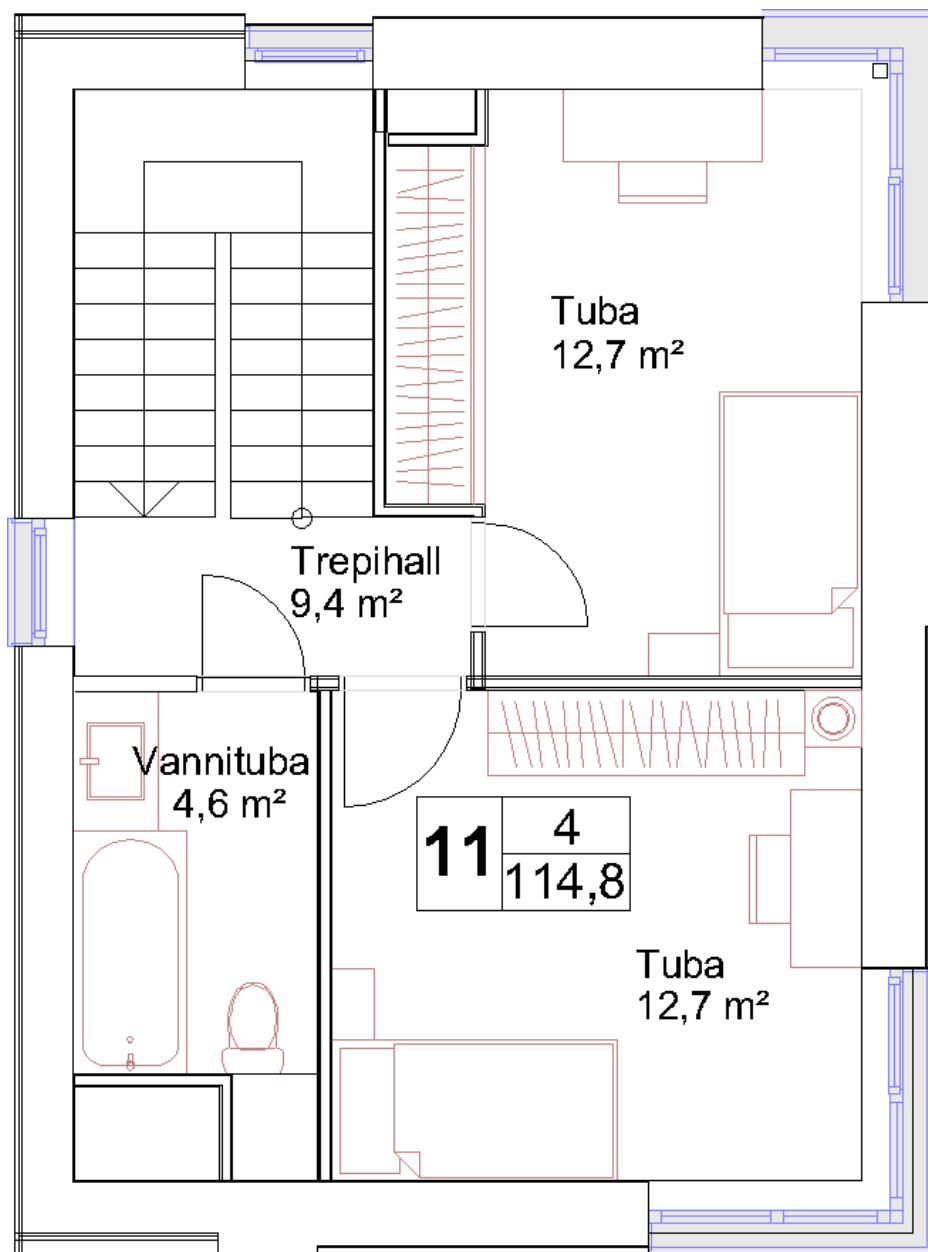 Tuba
12,7 m²
Trepihall
9,4 m²
Vannituba
4,6 m²
11
4
114,8
Tuba
12,7 m²